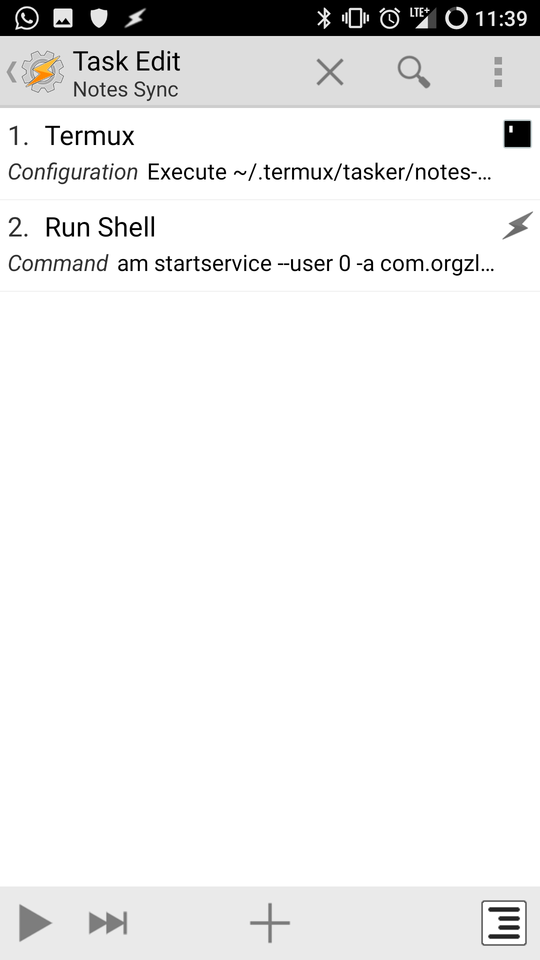 LTE+ 11:39
Task Edit
Notes Sync
1. Termux
Configuration Execute ~/.termux/tasker/notes-...
2. Run Shell
Command am startservice --user 0 -a com.orgzl...